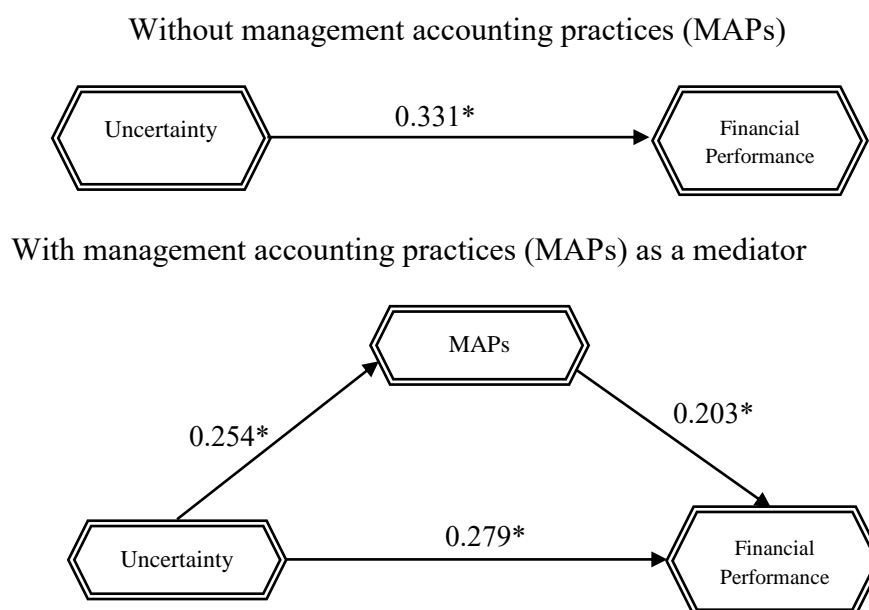 Without management accounting practices (MAPs)
Uncertainty
0.331*
Financial
Performance
With management accounting practices (MAPs) as a mediator
MAPs
0.254*
0.203*
Uncertainty
0.279*
Financial
Performance